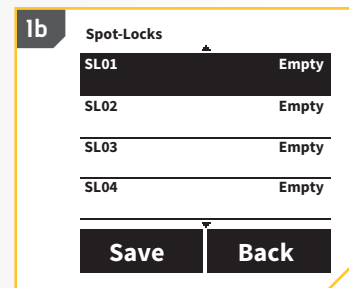 1b
Spot-Locks
SL01 Empty
SL02 Empty
SL03 Empty
SL04 Empty
Save Back